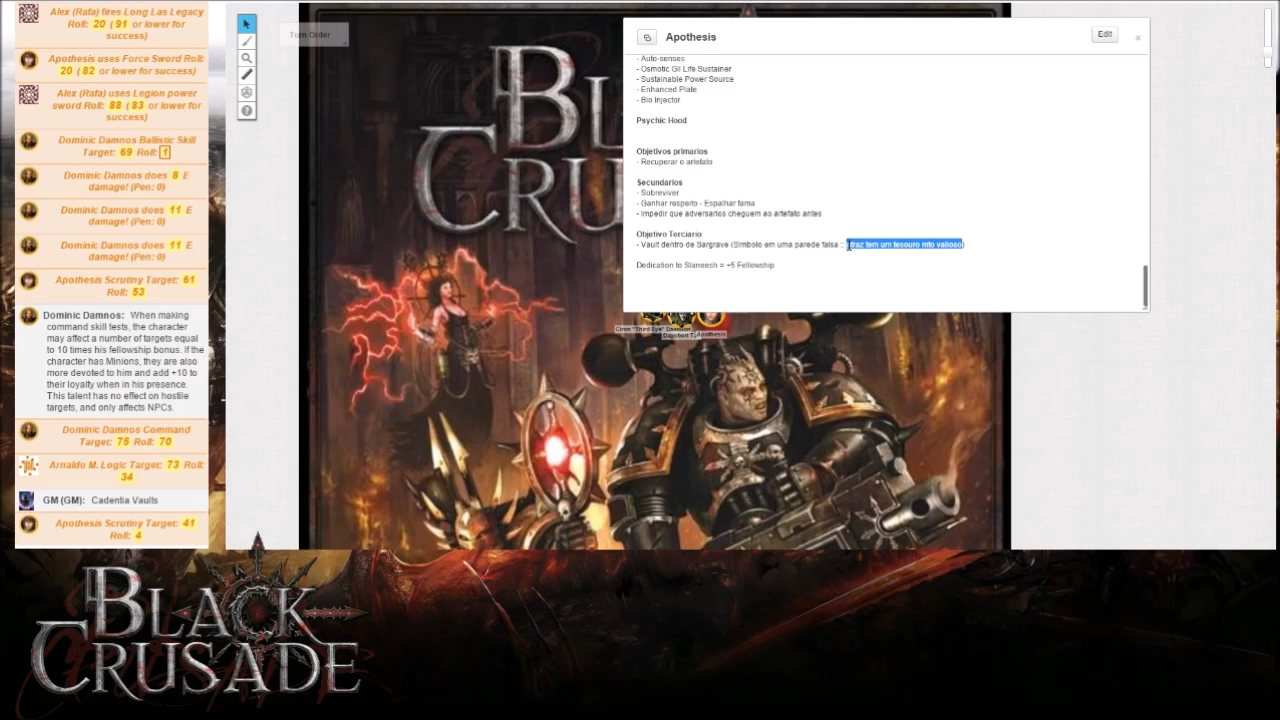 Alex (Rafa) fires Long Las Legacy
Roll: 20 ( 91 or lower for
success)
Apothesis uses Force Sword Roll:
20 ( 82 or lower for success)
Alex (Rafa) uses Legion power
sword Roll: 88 ( 83 or lower for
success)
Dominic Damnos Ballistic Skill
Target: 69 Roll: 1
Dominic Damnos does 8 E
damage! (Pen: 0)
Dominic Damnos does 11 E
damage! (Pen: 0)
Dominic Damnos does 11 E
damage! (Pen: 0)
Apothesis Scrutiny Target: 61
Roll: 53
Dominic Damnos: When making
command skill tests, the character
may affect a number of targets equal
to 10 times his fellowship bonus. If the
character has Minions, they are also
more devoted to him and add +10 to
their loyalty when in his presence.
This talent has no effect on hostile
targets, and only affects NPCs.
Dominic Damnos Command
Target: 75 Roll: 70
Arnaldo M. Logic Target: 73 Roll:
34
GM (GM): Cadentia Vaults
Apothesis Scrutiny Target: 41
Roll: 4
Turn Order
BL
CRU
Apothesis
Edit
- Auto-senses
- Osmotic Gil Life Sustainer
- Sustainable Power Source
- Enhanced Plate
- Bio Injector
Psychic Hood
Objetivos primarios
- Recuperar o artefato
Secundarios
- Sobreviver
- Ganhar respeito - Espalhar fama
- Impedir que adversarios cheguem ao artefato antes
Objetivo Terciario
- Vault dentro de Sargrave (Simbolo em uma parede falsa - traz tem um tesouro mto valioso)
Dedication to Slaneesh = +5 Fellowship
Ciron "Third Eye" Daemion
Dagobert T. Apothesis
BLACK
CRUSADE